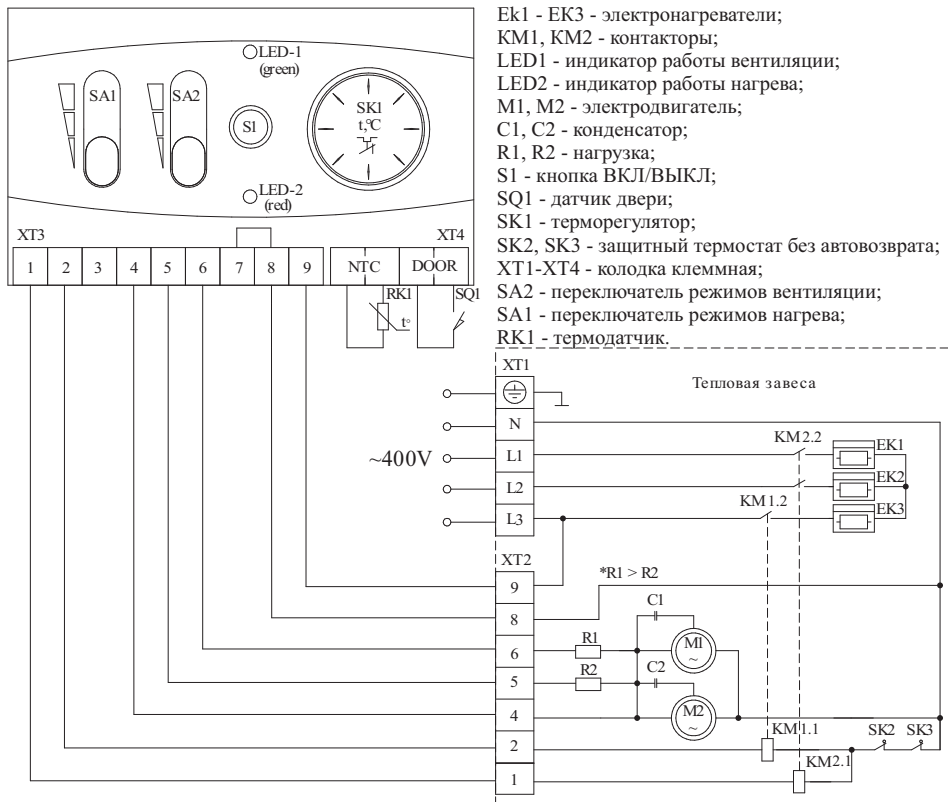 Ek1 - ЕК3 - электронагреватели;
КМ1, КМ2 - контакторы;
LED1 - индикатор работы вентиляции;
LED2 - индикатор работы нагрева;
М1, М2 - электродвигатель;
С1, С2 - конденсатор;
R1, R2 - нагрузка;
S1 - кнопка ВКЛ/ВЫКЛ;
SQ1 - датчик двери;
SK1 - терморегулятор;
SK2, SK3 - защитный термостат без автовозврата;
XT1-XT4 - колодка клеммная;
SA2 - переключатель режимов вентиляции;
SA1 - переключатель режимов нагрева;
RK1 - термодатчик.
LED-1
(green)
SA1
SA2
S1
SK1
t,°C
LED-2
(red)
XT3
XT4
1 2 3 4 5 6 7 8 9
NTC
DOOR
RK1
t°
SQ1
XT1
Тепловая завеса
N
~400V
L1
L2
L3
KM2.2
EK1
EK2
KM1.2
EK3
XT2
9
*R1 > R2
8
C1
R1
M1
~
6
R2
C2
5
M2
~
4
KM1.1
SK2
SK3
2
KM2.1
1